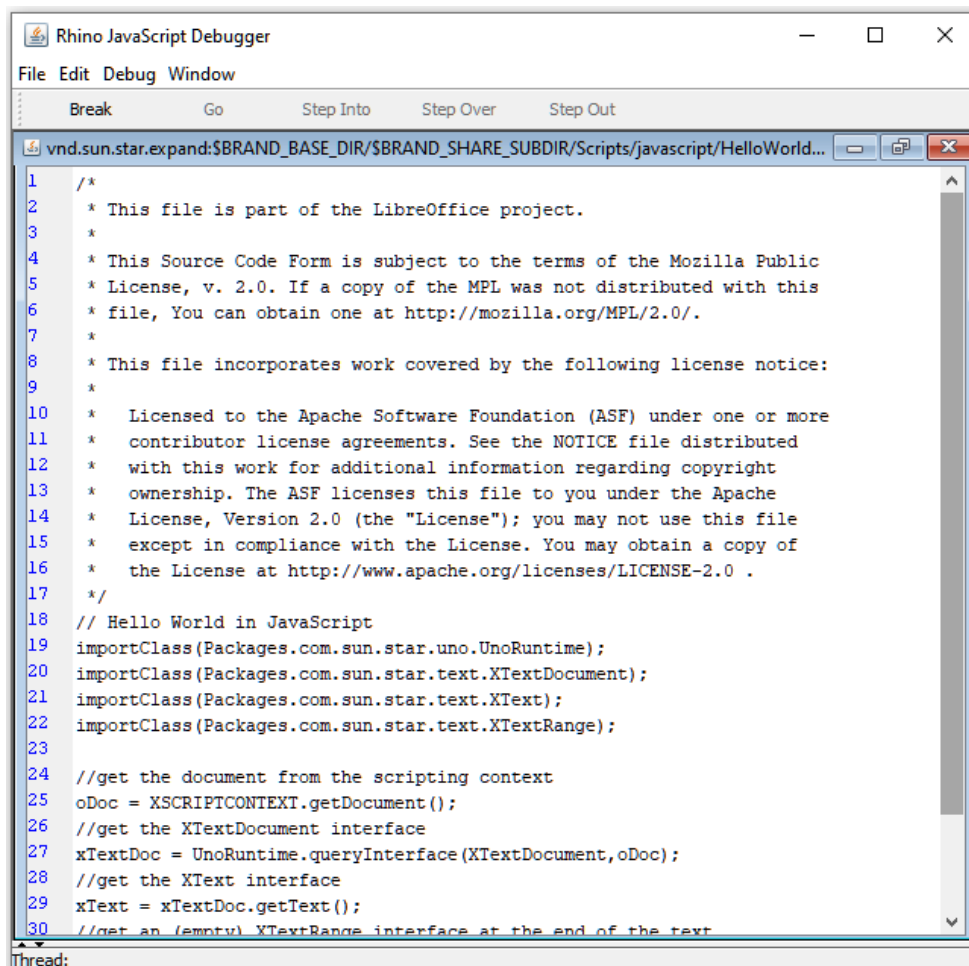 Rhino JavaScript Debugger
File Edit Debug Window
Break Go Step Into Step Over Step Out
vnd.sun.star.expand:$BRAND_BASE_DIR/$BRAND_SHARE_SUBDIR/Scripts/javascript/HelloWorld...
1 /*
2 * This file is part of the LibreOffice project.
3 *
4 * This Source Code Form is subject to the terms of the Mozilla Public
5 * License, v. 2.0. If a copy of the MPL was not distributed with this
6 * file, You can obtain one at http://mozilla.org/MPL/2.0/.
7 *
8 * This file incorporates work covered by the following license notice:
9 *
10 * Licensed to the Apache Software Foundation (ASF) under one or more
11 * contributor license agreements. See the NOTICE file distributed
12 * with this work for additional information regarding copyright
13 * ownership. The ASF licenses this file to you under the Apache
14 * License, Version 2.0 (the "License"); you may not use this file
15 * except in compliance with the License. You may obtain a copy of
16 * the License at http://www.apache.org/licenses/LICENSE-2.0 .
17 */
18 // Hello World in JavaScript
19 importClass(Packages.com.sun.star.uno.UnoRuntime);
20 importClass(Packages.com.sun.star.text.XTextDocument);
21 importClass(Packages.com.sun.star.text.XText);
22 importClass(Packages.com.sun.star.text.XTextRange);
23
24 //get the document from the scripting context
25 oDoc = XSCRIPTCONTEXT.getDocument();
26 //get the XTextDocument interface
27 xTextDoc = UnoRuntime.queryInterface(XTextDocument,oDoc);
28 //get the XText interface
29 xText = xTextDoc.getText();
30 //get an (empty) XTextRange interface at the end of the text
Thread: